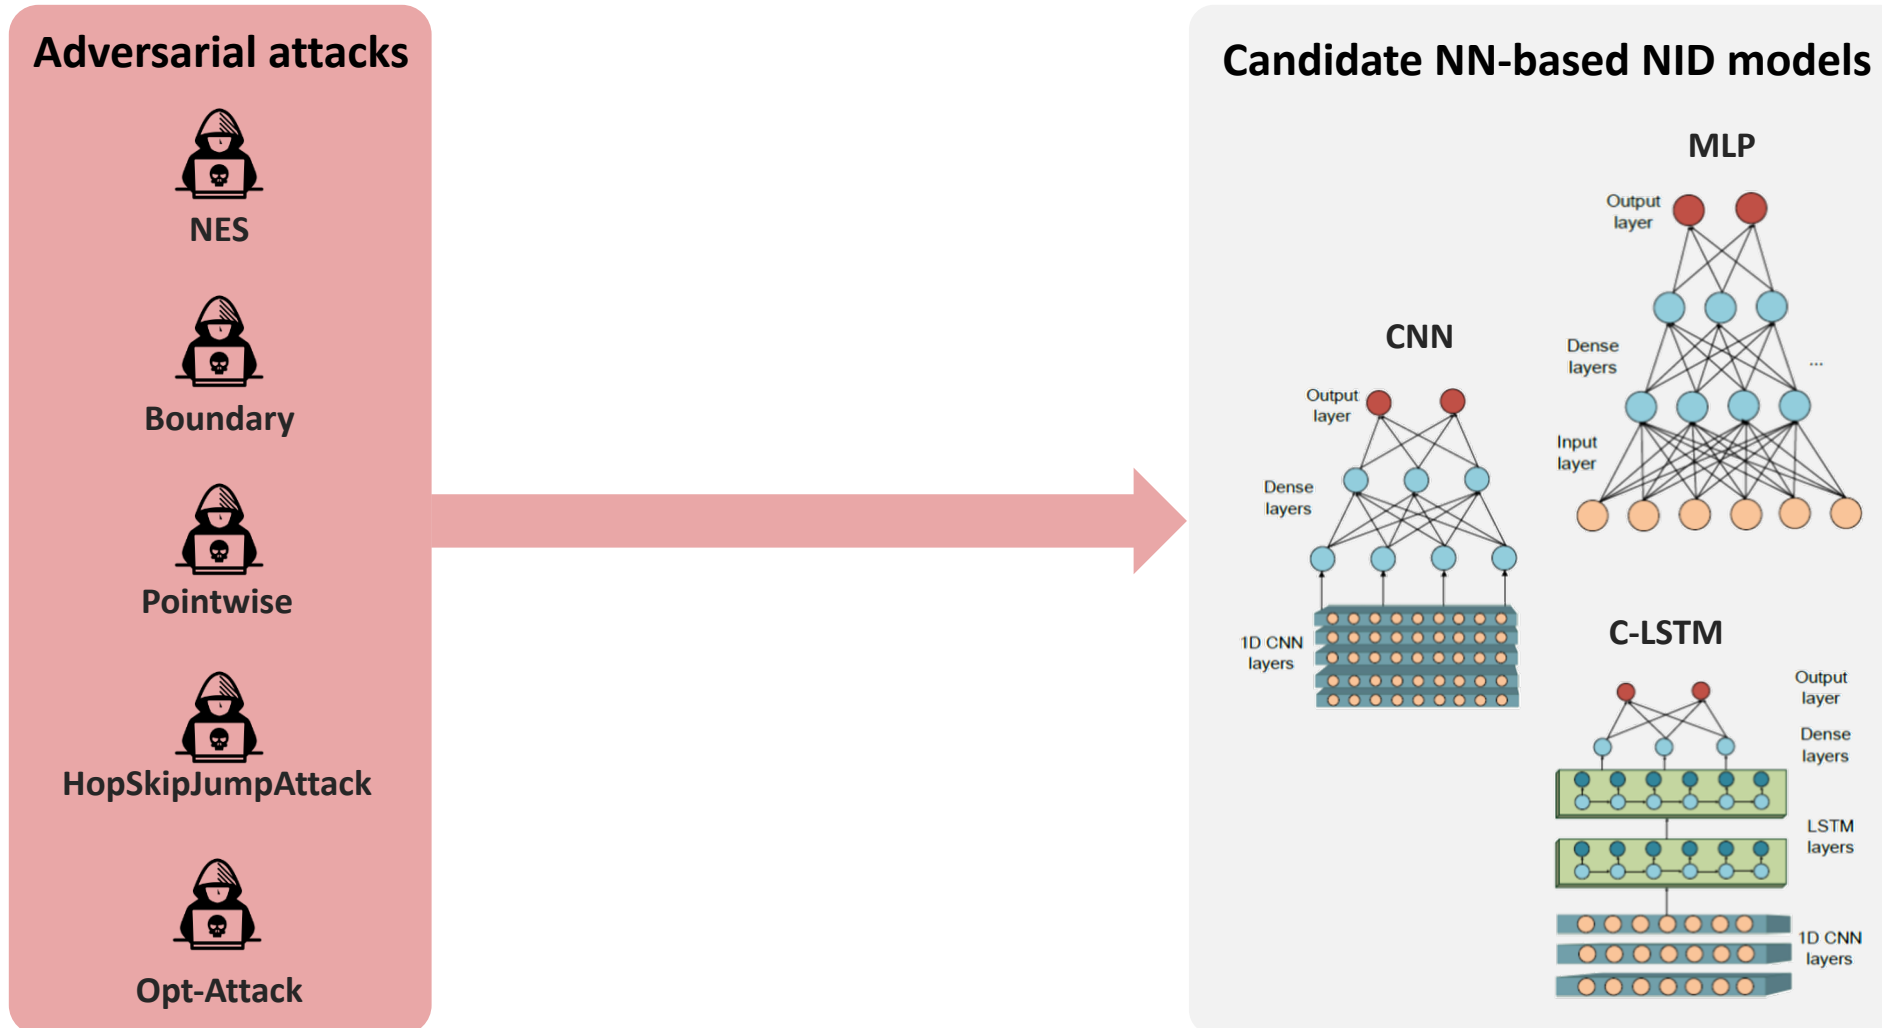 Adversarial attacks
NES
Boundary
Pointwise
HopSkipJumpAttack
Opt-Attack
Candidate NN-based NID models
CNN
Output
layer
Dense
layers
1D CNN
layers
MLP
Output
layer
Dense
layers
...
Input
layer
C-LSTM
Output
layer
Dense
layers
LSTM
layers
1D CNN
layers